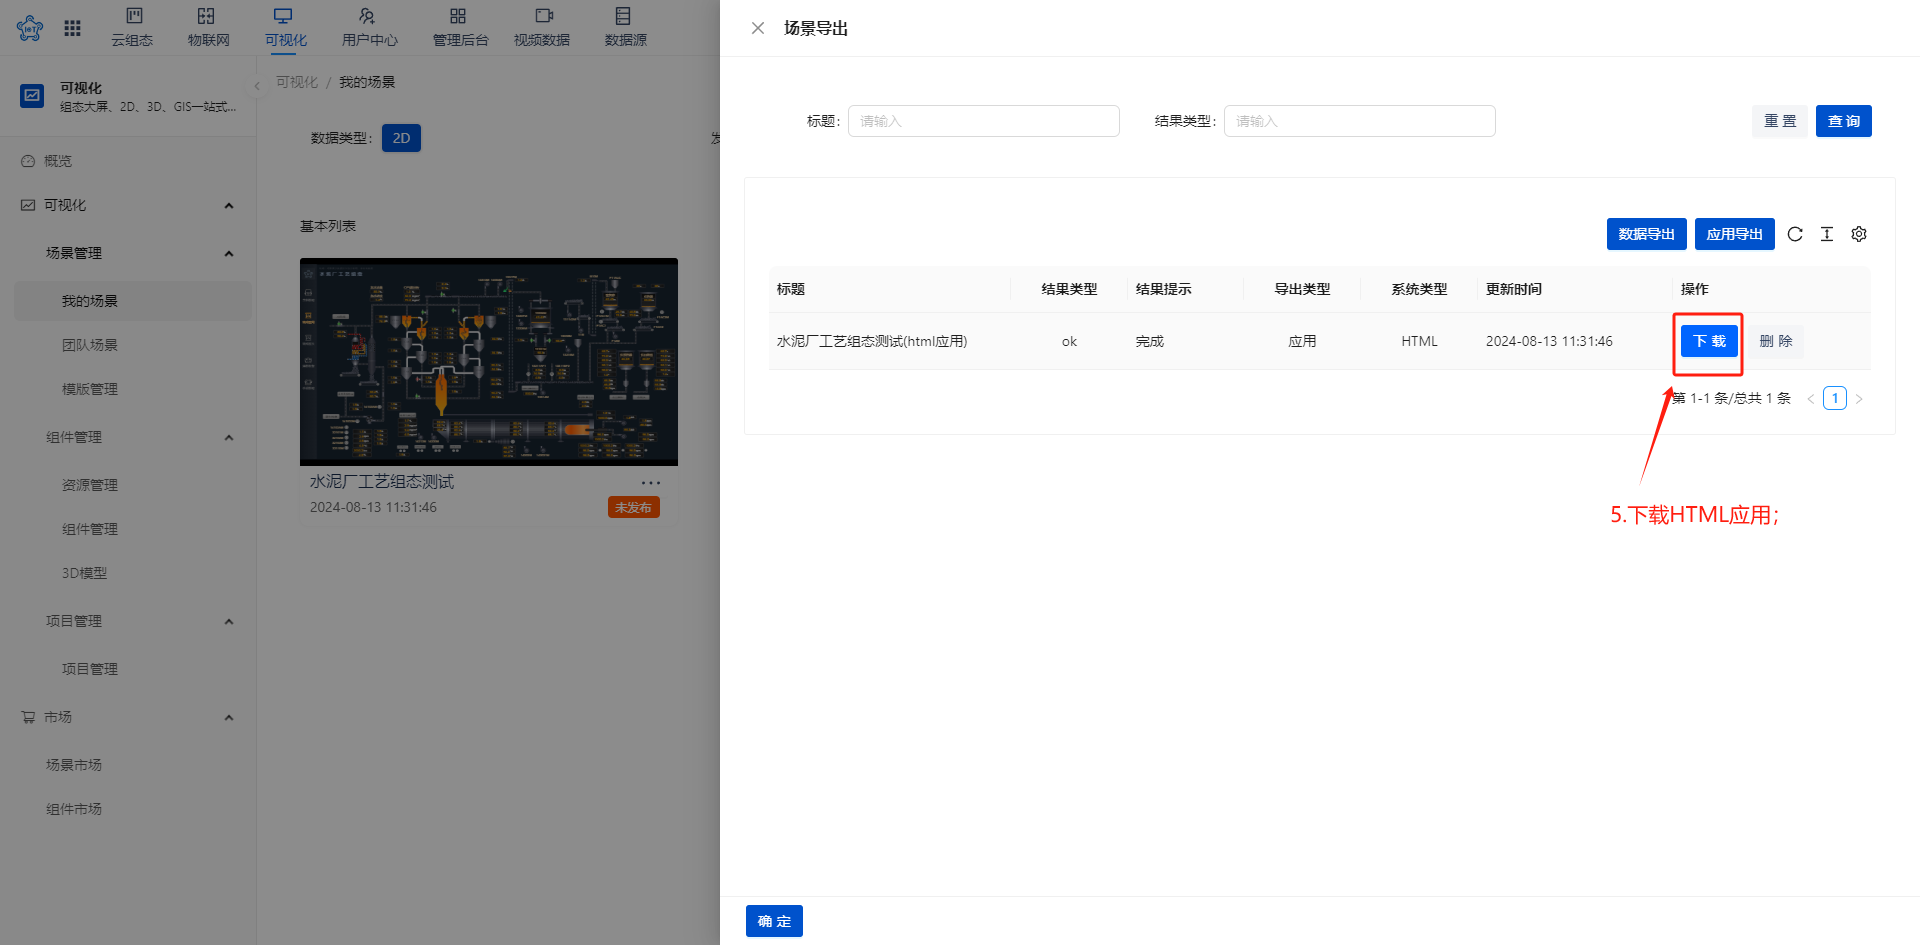 云组态
物联网
可视化
用户中心
管理后台
视频数据
数据源
可视化
组态大屏、2D、3D、GIS一站式...
概览
可视化
场景管理
我的场景
团队场景
模版管理
组件管理
资源管理
组件管理
3D模型
项目管理
项目管理
市场
场景市场
组件市场
可视化 / 我的场景
数据类型： 2D
基本列表
水泥厂工艺组态测试
2024-08-13 11:31:46
未发布
场景导出
标题： 请输入
结果类型： 请输入
重 置 查 询
数据导出 应用导出
标题 结果类型 结果提示 导出类型 系统类型 更新时间 操作
水泥厂工艺组态测试(html应用) ok 完成 应用 HTML 2024-08-13 11:31:46 下 载 删 除
第 1-1 条/总共 1 条 < 1 >
5.下载HTML应用；
确 定